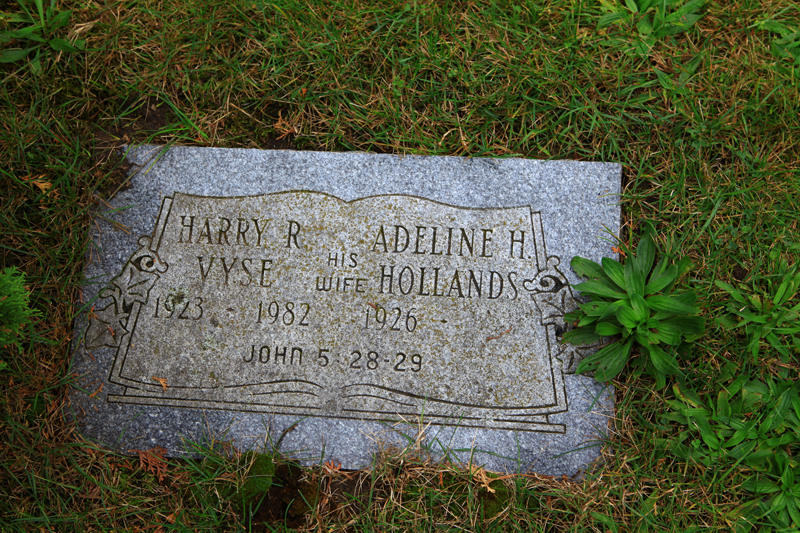 HARRY R. ADELINE H.
VYSE HIS WIFE HOLLANDS
1923 - 1982 1926 -
JOHN 5-28-29